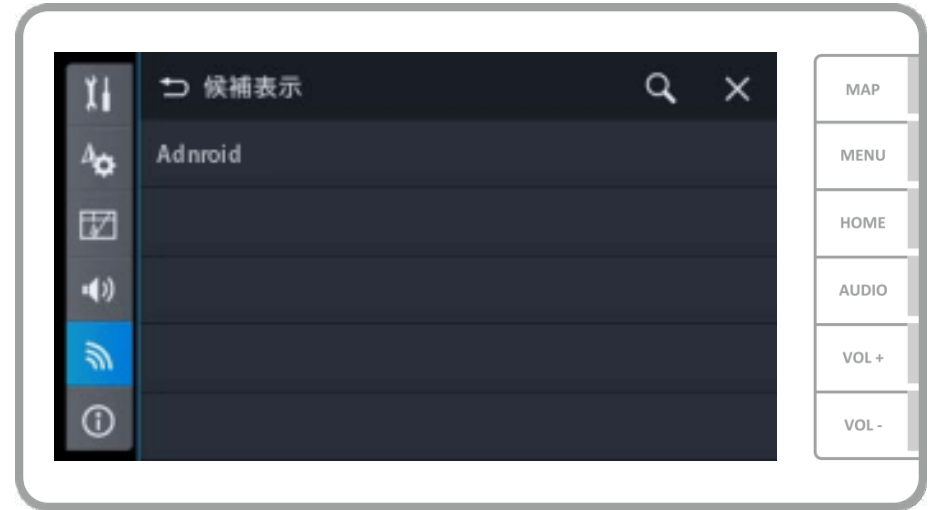 候補表示
Adnroid
MAP
MENU
HOME
AUDIO
VOL +
VOL -